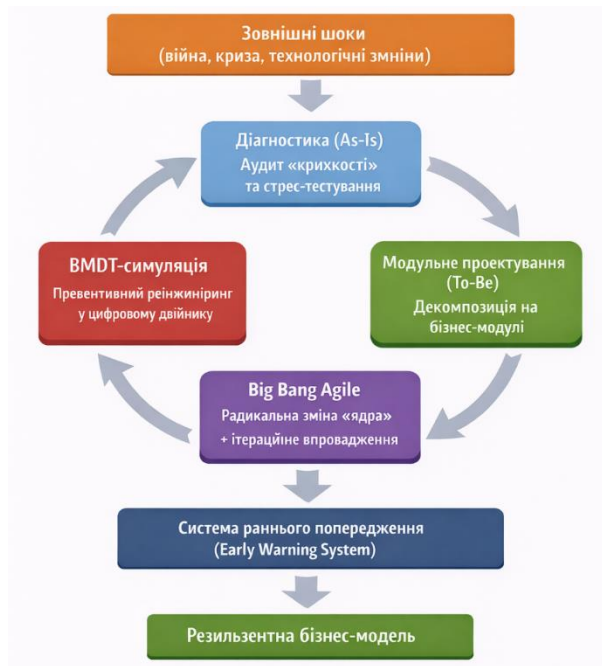 Зовнішні шоки
(війна, криза, технологічні зміни)
Діагностика (As-Is)
Аудит «крихкості»
та стрес-тестування
BMDT-симуляція
Превентивний реінжиніринг
у цифровому двійнику
Модульне проектування
(To-Be)
Декомпозиція на
бізнес-модулі
Big Bang Agile
Радикальна зміна «ядра»
+ ітераційне впровадження
Система раннього попередження
(Early Warning System)
Резильзентна бізнес-модель